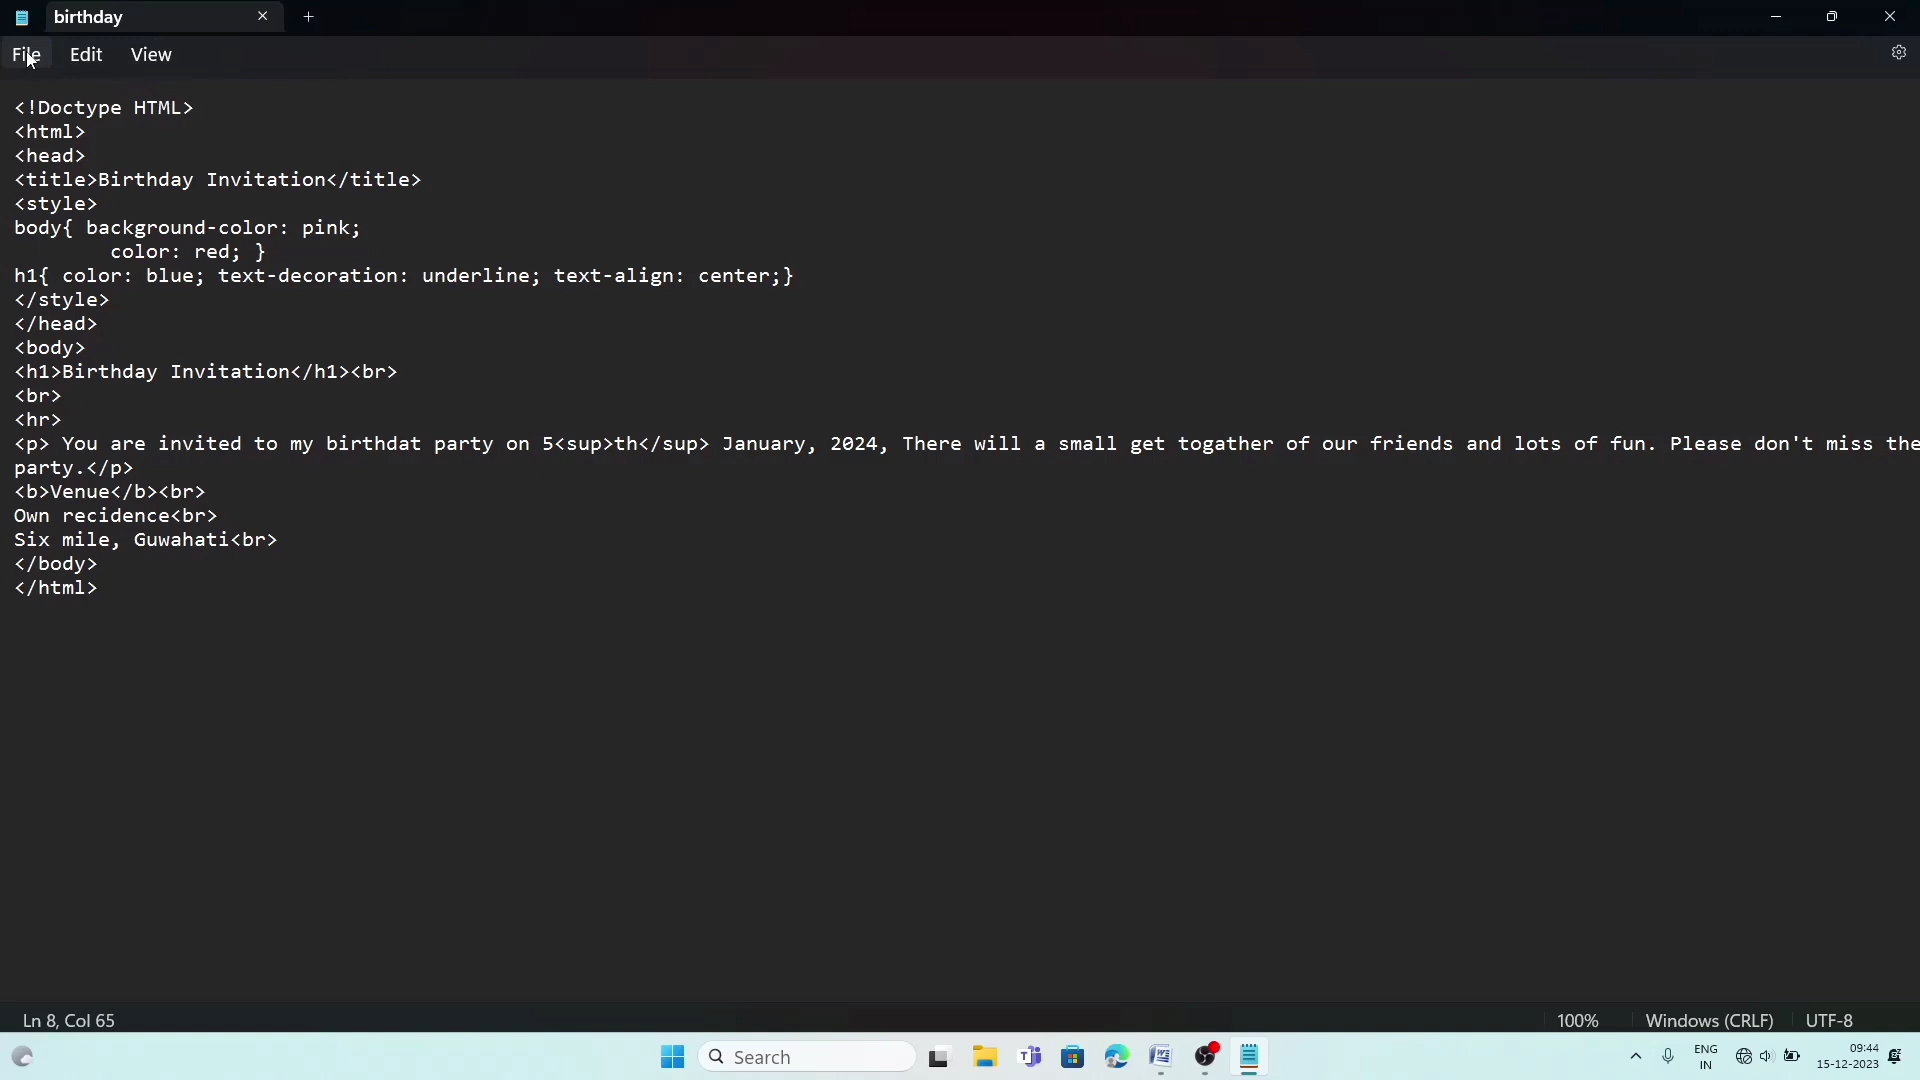 birthday
File Edit View
<!Doctype HTML>
<html>
<head>
<title>Birthday Invitation</title>
<style>
body{ background-color: pink;
color: red; }
h1{ color: blue; text-decoration: underline; text-align: center;}
</style>
</head>
<body>
<h1>Birthday Invitation</h1><br>
<br>
<hr>
<p> You are invited to my birthdat party on 5<sup>th</sup> January, 2024, There will a small get togather of our friends and lots of fun. Please don't miss the
party.</p>
<b>Venue</b><br>
Own recidence<br>
Six mile, Guwahati<br>
</body>
</html>
Ln 8, Col 65 100% Windows (CRLF) UTF-8
Search ENG 09:44
IN 15-12-2023